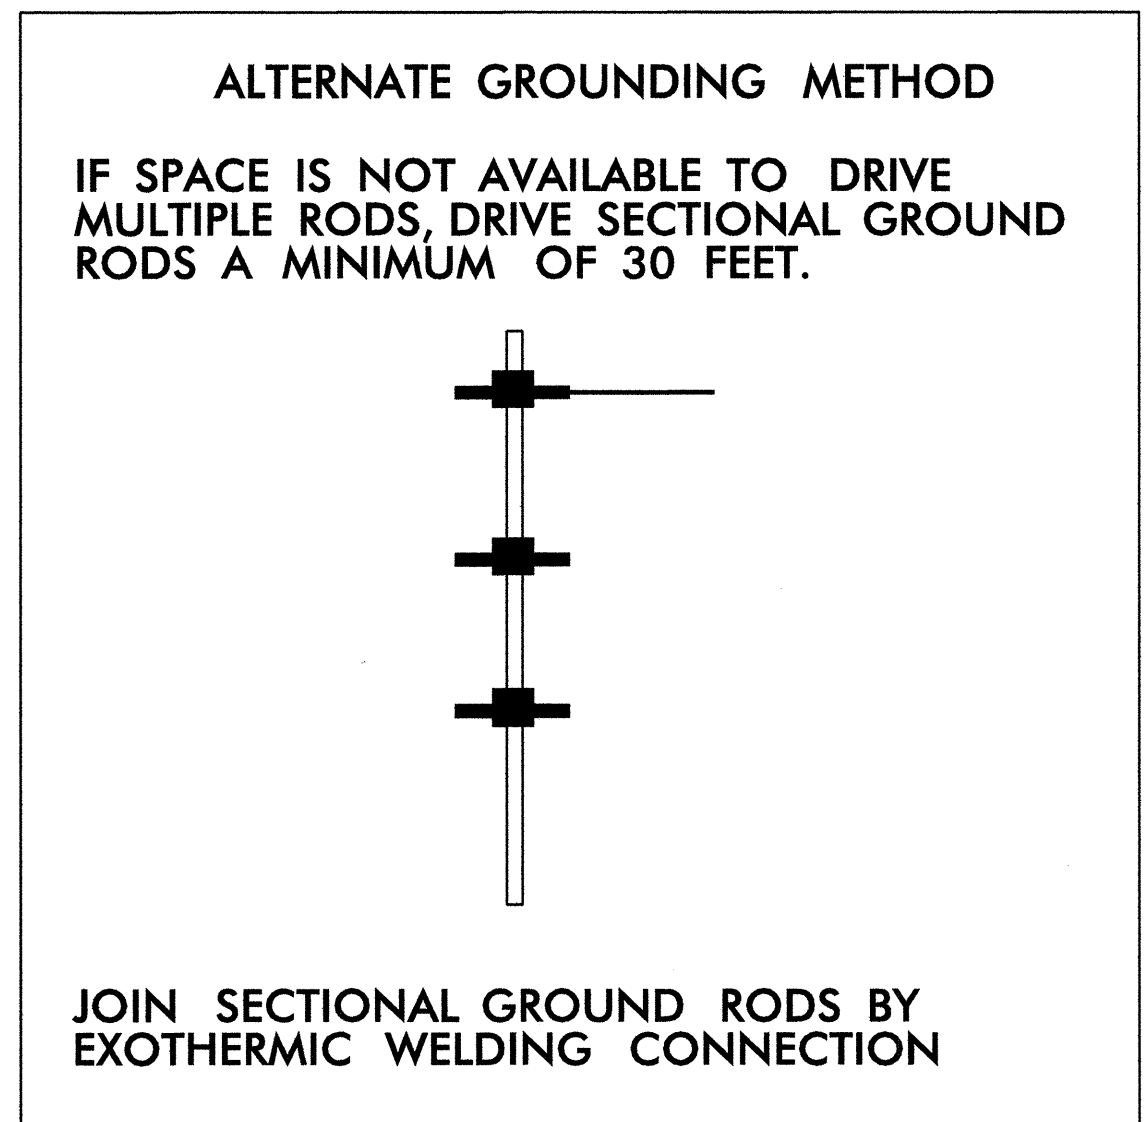 ALTERNATE GROUNDING METHOD
IF SPACE IS NOT AVAILABLE TO DRIVE
MULTIPLE RODS, DRIVE SECTIONAL GROUND
RODS A MINIMUM OF 30 FEET.
JOIN SECTIONAL GROUND RODS BY
EXOTHERMIC WELDING CONNECTION